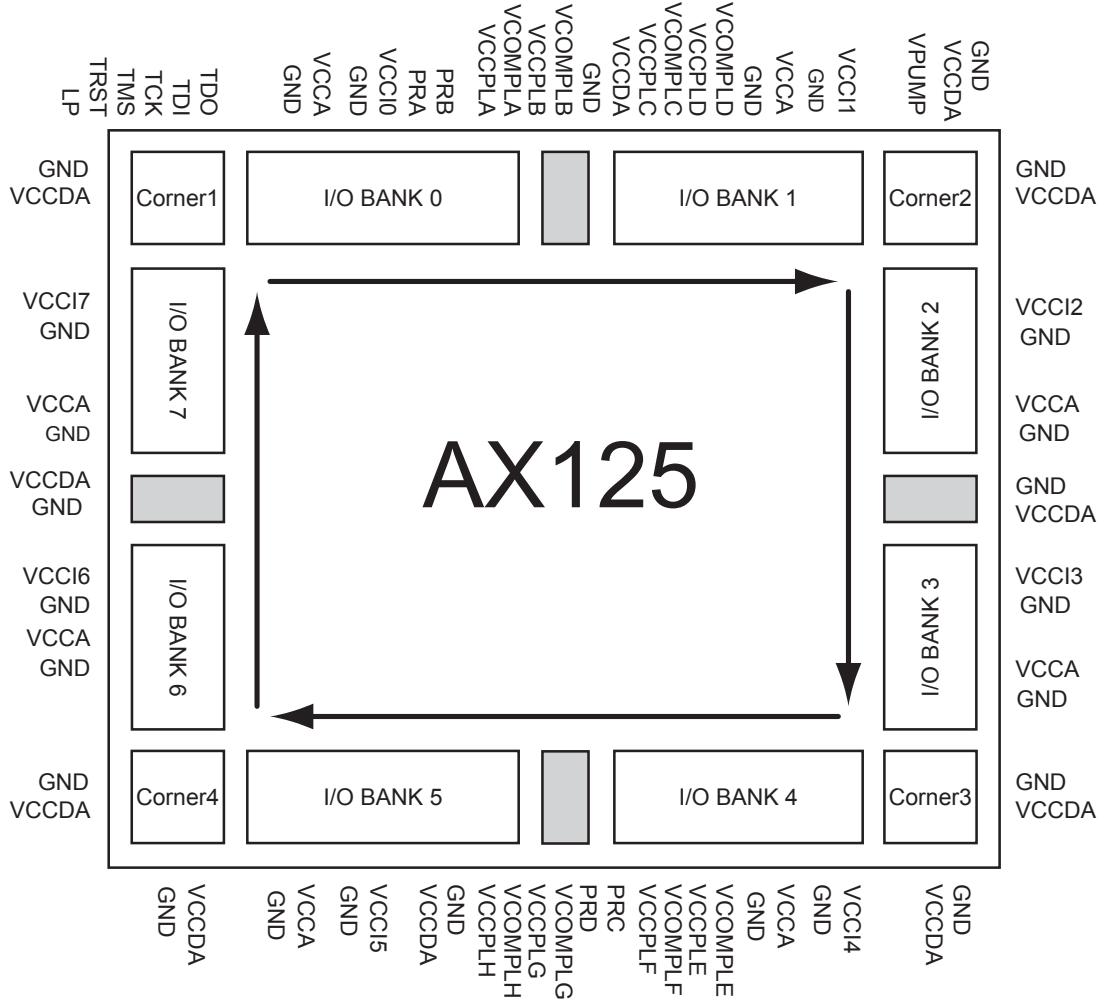 LP
TRST
TMS
TCK
TDI
TDO
GND
VCCA
GND
VCCI0
PRA
PRB
VCCPLA
VCOMPLA
VCCPLB
VCOMPLB
GND
VCCDA
VCCPLC
VCOMPLC
VCCPLD
VCOMPLD
GND
VCCA
GND
VCCI1
VPUMP
VCCDA
GND
GND
VCCDA
Corner1
I/O BANK 0
I/O BANK 1
Corner2
GND
VCCDA
VCCI7
GND
VCCA
GND
I/O BANK 7
I/O BANK 2
VCCI2
GND
VCCA
GND
AX125
VCCDA
GND
GND
VCCDA
VCCI6
GND
VCCA
GND
I/O BANK 6
I/O BANK 3
VCCI3
GND
VCCA
GND
GND
VCCDA
Corner4
I/O BANK 5
I/O BANK 4
Corner3
GND
VCCDA
GND
VCCDA
GND
VCCA
GND
VCCI5
VCCDA
GND
VCCPLH
VCOMPLH
VCCPLG
VCOMPLG
PRD
PRC
VCCPLF
VCOMPLF
VCCPLE
VCOMPLE
GND
VCCA
GND
VCCI4
VCCDA
GND